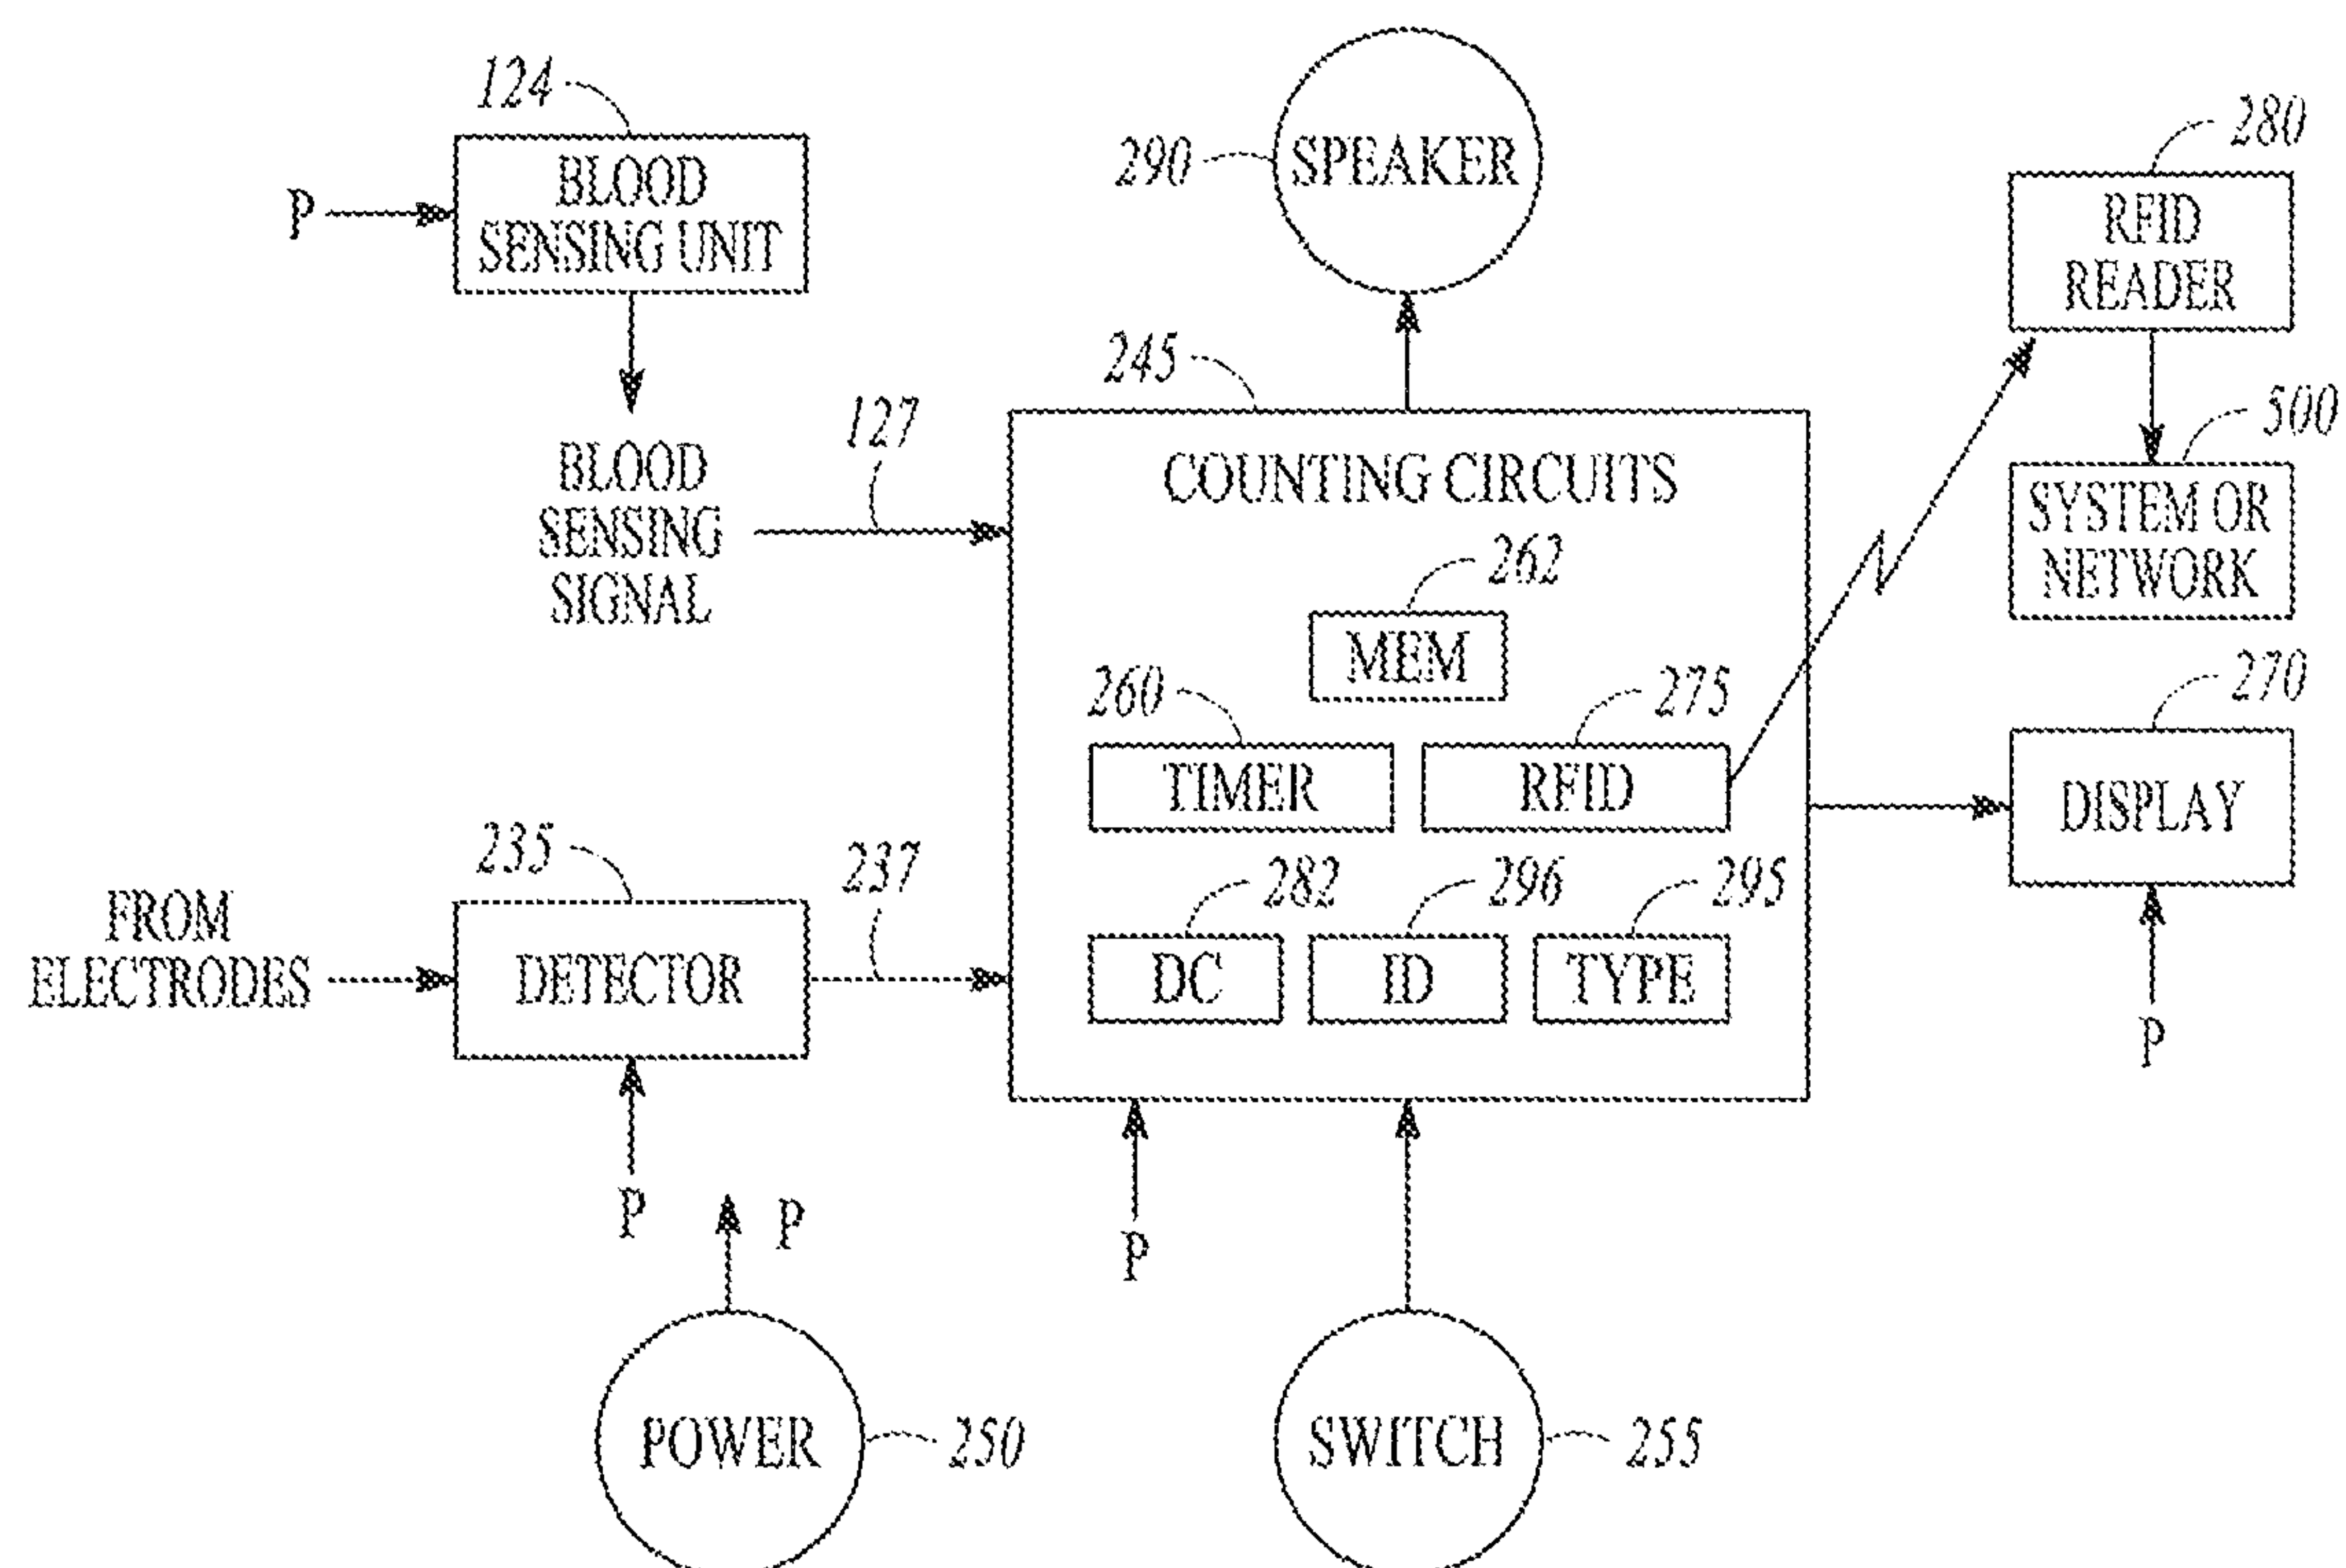 124
BLOOD
SENSING UNIT
P
290
SPEAKER
280
RFID
READER
245
127
BLOOD
SENSING
SIGNAL
COUNTING CIRCUITS
500
SYSTEM OR
NETWORK
262
MEM
260
TIMER
275
RFID
270
DISPLAY
P
235
FROM
ELECTRODES
DETECTOR
237
282
DC
296
ID
295
TYPE
P
P
P
POWER
250
SWITCH
255